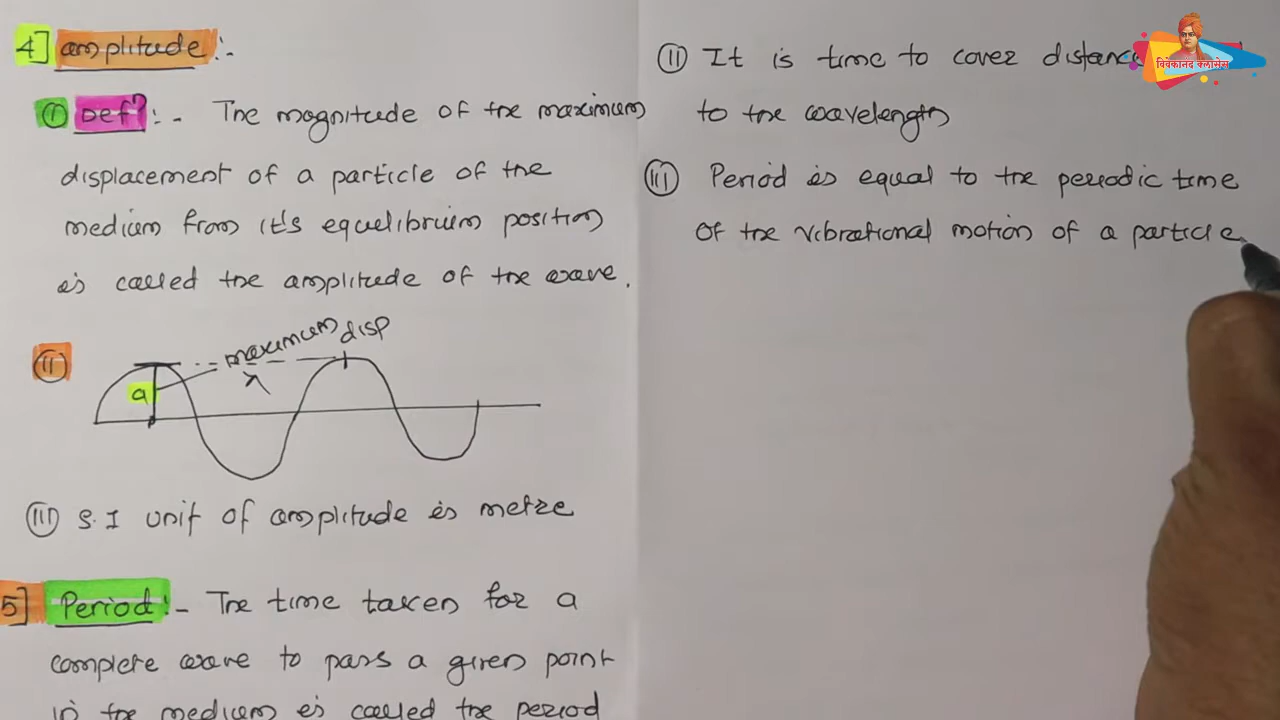 4] amplitude :-
① Defn :- The magnitude of the maximum
displacement of a particle of the
medium from it's equelibrium position
is called the amplitude of the wave.
II
maximum disp
a
λ
III S.I unit of amplitude is metre
5] Period :- The time taken for a
complete wave to pass a given point
in the medium is called the period
II It is time to cover distance
to the wavelength
III Period is equal to the periodic time
of the vibrational motion of a particle
विवेकानंद क्लासेस